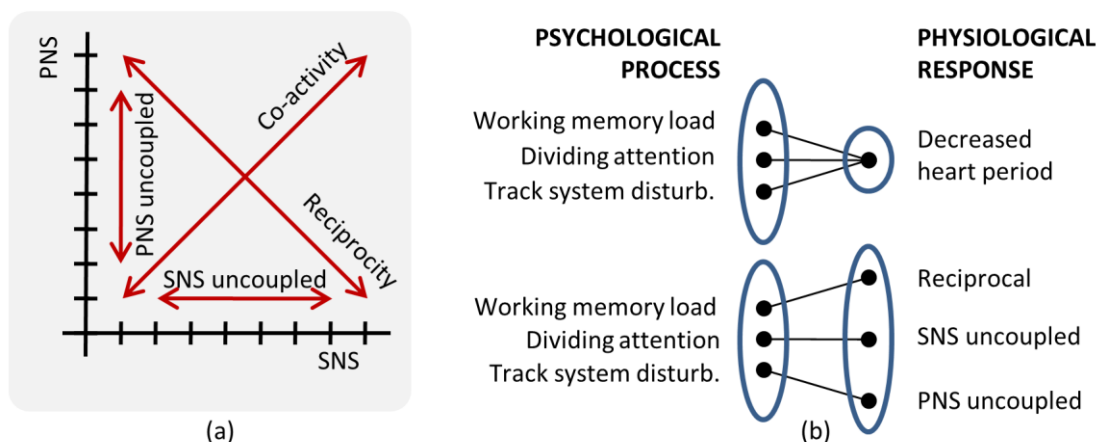 PNS
PNS uncoupled
Co-activity
Reciprocity
SNS uncoupled
SNS
(a)
PSYCHOLOGICAL
PROCESS
PHYSIOLOGICAL
RESPONSE
Working memory load
Dividing attention
Track system disturb.
Decreased
heart period
Working memory load
Dividing attention
Track system disturb.
Reciprocal
SNS uncoupled
PNS uncoupled
(b)